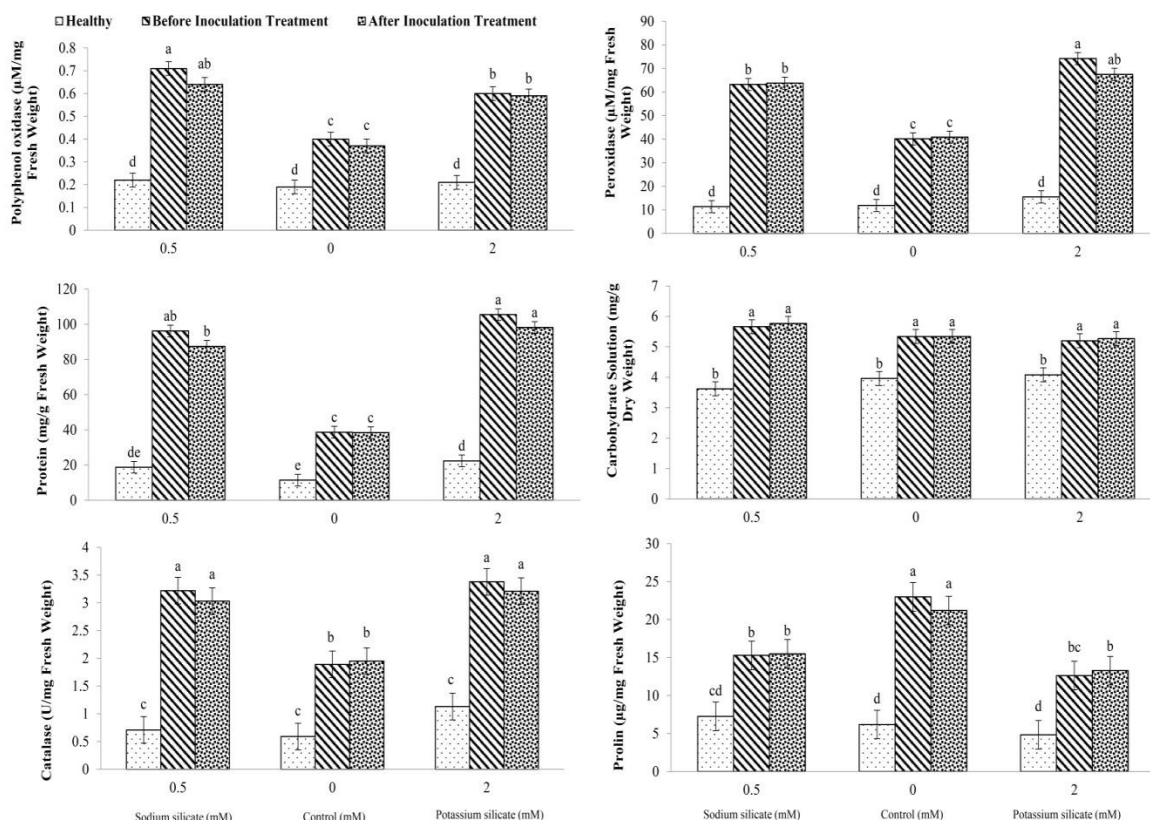 Healthy Before Inoculation Treatment After Inoculation Treatment
Polyphenol oxidase (µM/mg
Fresh Weight)
0.8
0.7
0.6
0.5
0.4
0.3
0.2
0.1
0
d a ab
d c c
d b b
0.5 0 2
Peroxidase (µM/mg Fresh
Weight)
90
80
70
60
50
40
30
20
10
0
d b b
d c c
d a ab
0.5 0 2
Protein (mg/g Fresh Weight)
120
100
80
60
40
20
0
de ab b
e c c
d a a
0.5 0 2
Carbohydrate Solution (mg/g
Dry Weight)
7
6
5
4
3
2
1
0
b a a
b a a
b a a
0.5 0 2
Catalase (U/mg Fresh Weight)
4
3.5
3
2.5
2
1.5
1
0.5
0
c a a
c b b
c a a
0.5 0 2
Sodium silicate (mM) Control (mM) Potassium silicate (mM)
Prolin (µg/mg Fresh Weight)
30
25
20
15
10
5
0
cd b b
d a a
d bc b
0.5 0 2
Sodium silicate (mM) Control (mM) Potassium silicate (mM)